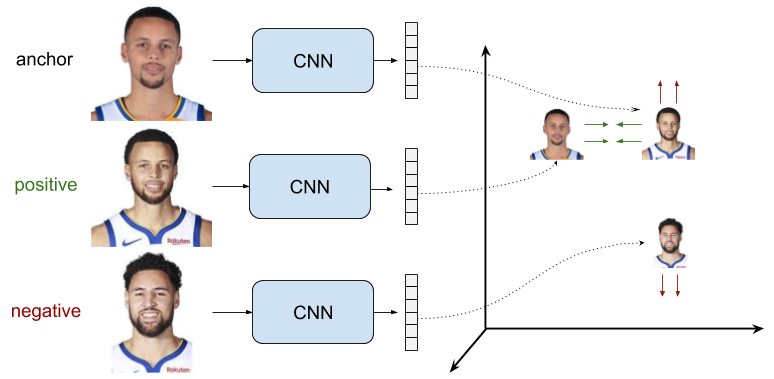 anchor
CNN
positive
CNN
Rakuten
negative
CNN
Rakuten